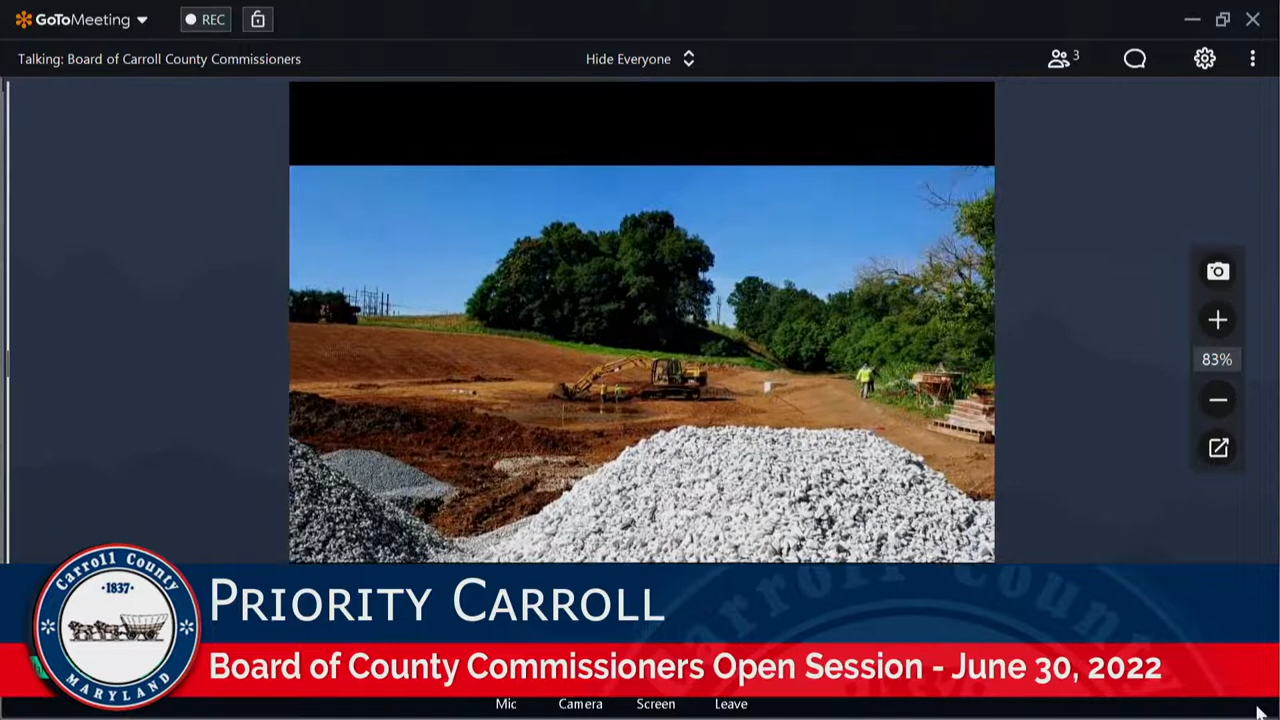 GoToMeeting
REC
Talking: Board of Carroll County Commissioners
Hide Everyone
3
83%
Carroll County
·1837·
MARYLAND
PRIORITY CARROLL
Board of County Commissioners Open Session - June 30, 2022
Mic
Camera
Screen
Leave